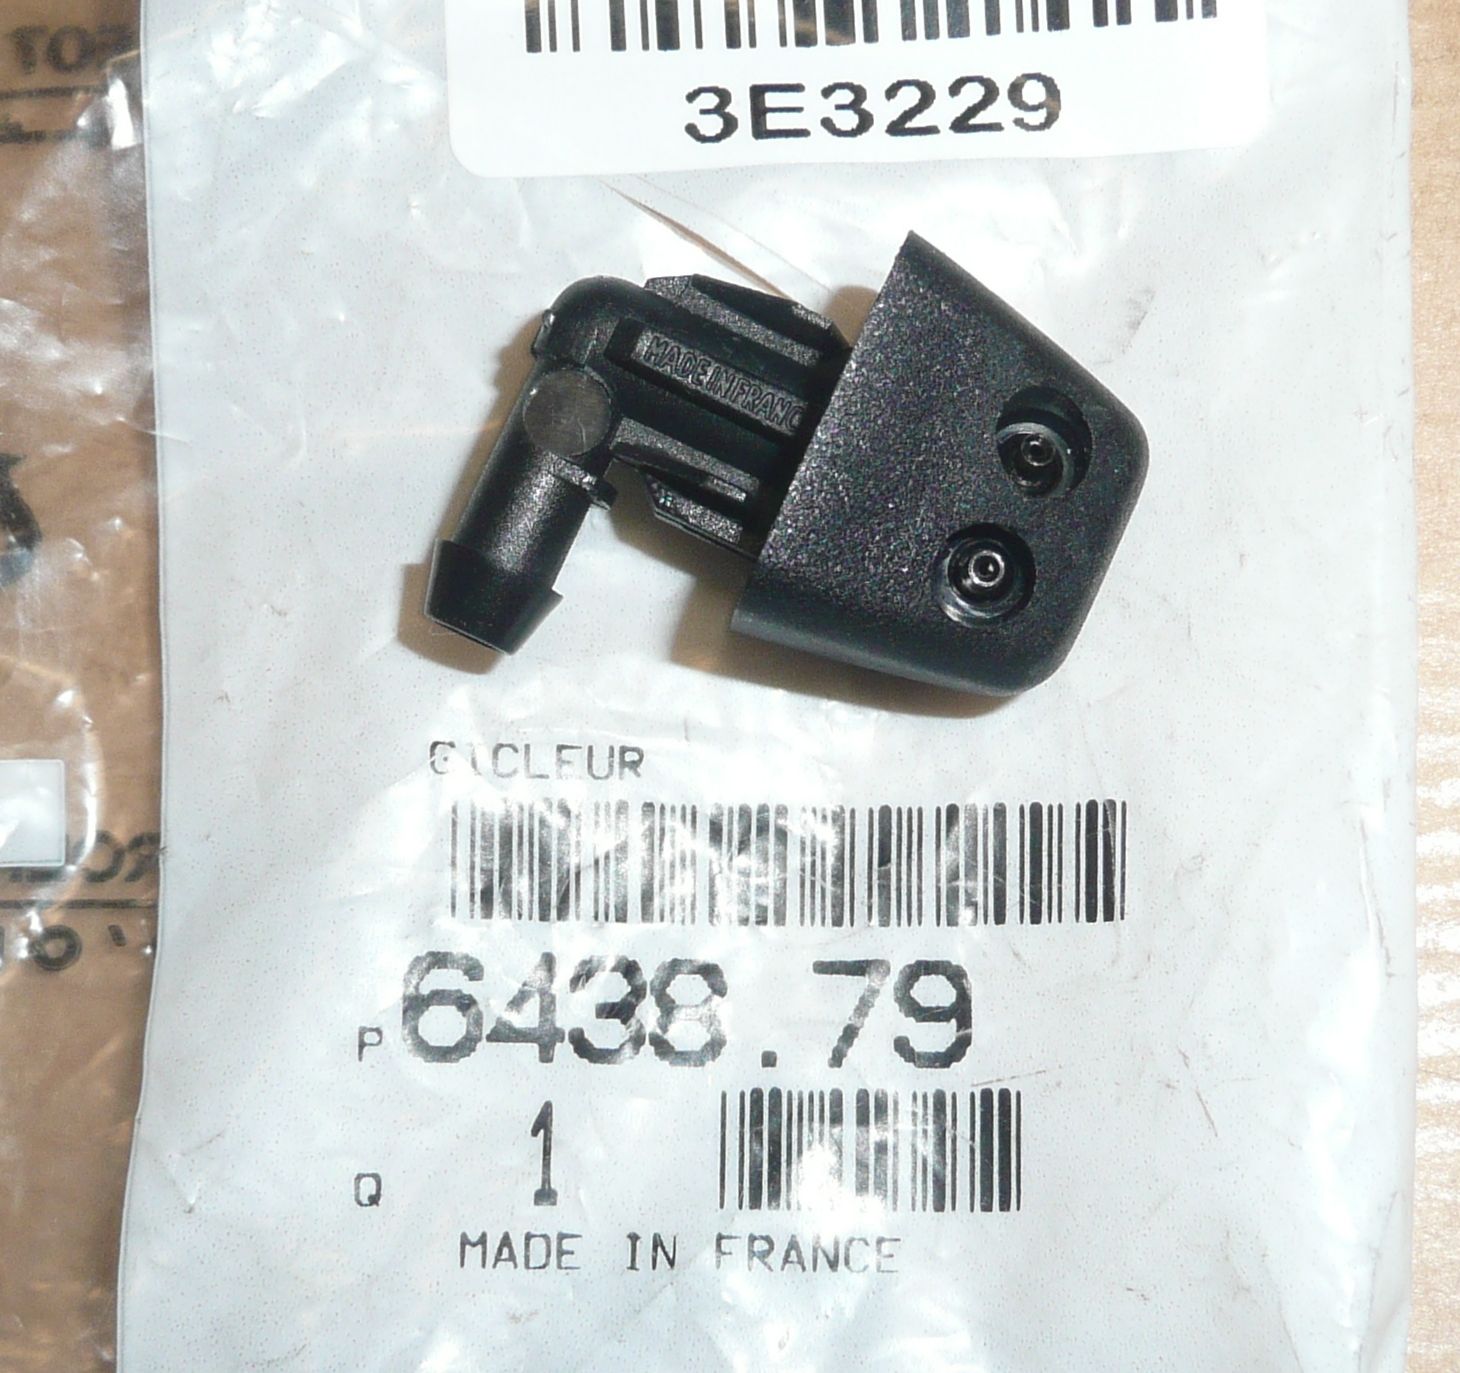 3E3229
MADE IN FRANCE
GICLEUR
P 6438.79
Q 1
MADE IN FRANCE